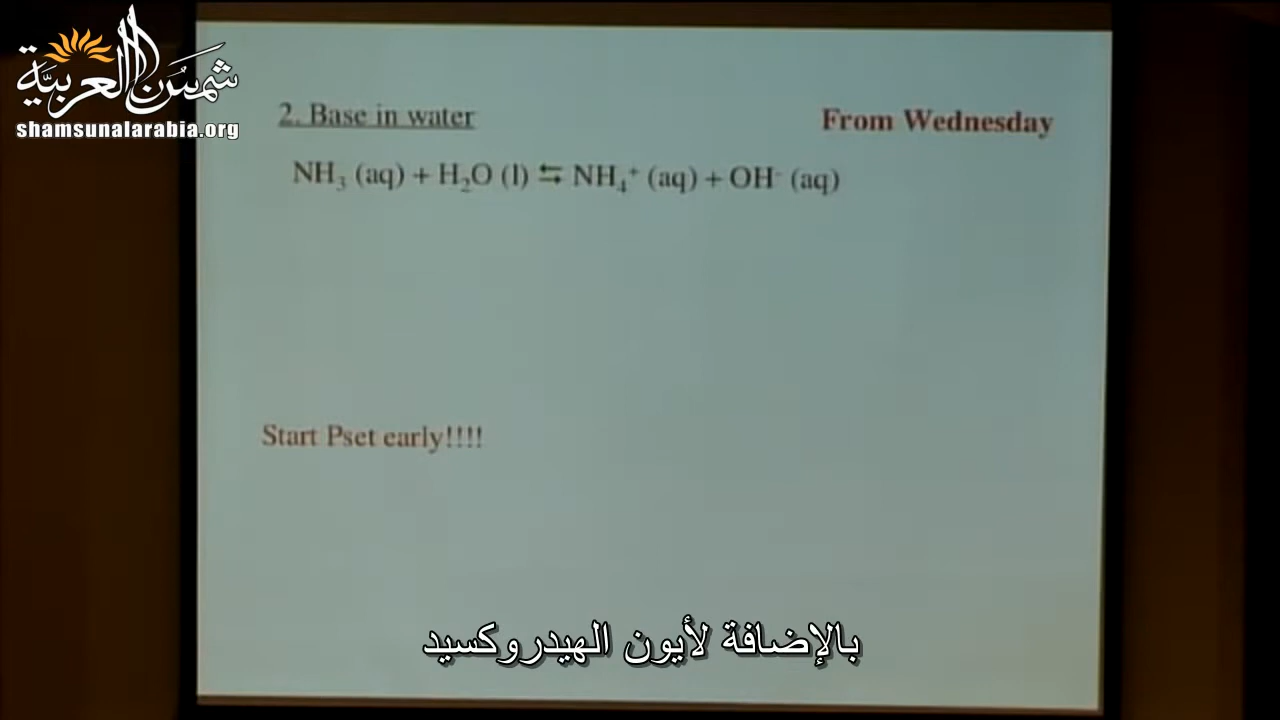 شمس العربية
shamsunalarabia.org
2. Base in water
From Wednesday
NH₃ (aq) + H₂O (l) ⇆ NH₄⁺ (aq) + OH⁻ (aq)
Start Pset early!!!!
بالإضافة لأيون الهيدروكسيد